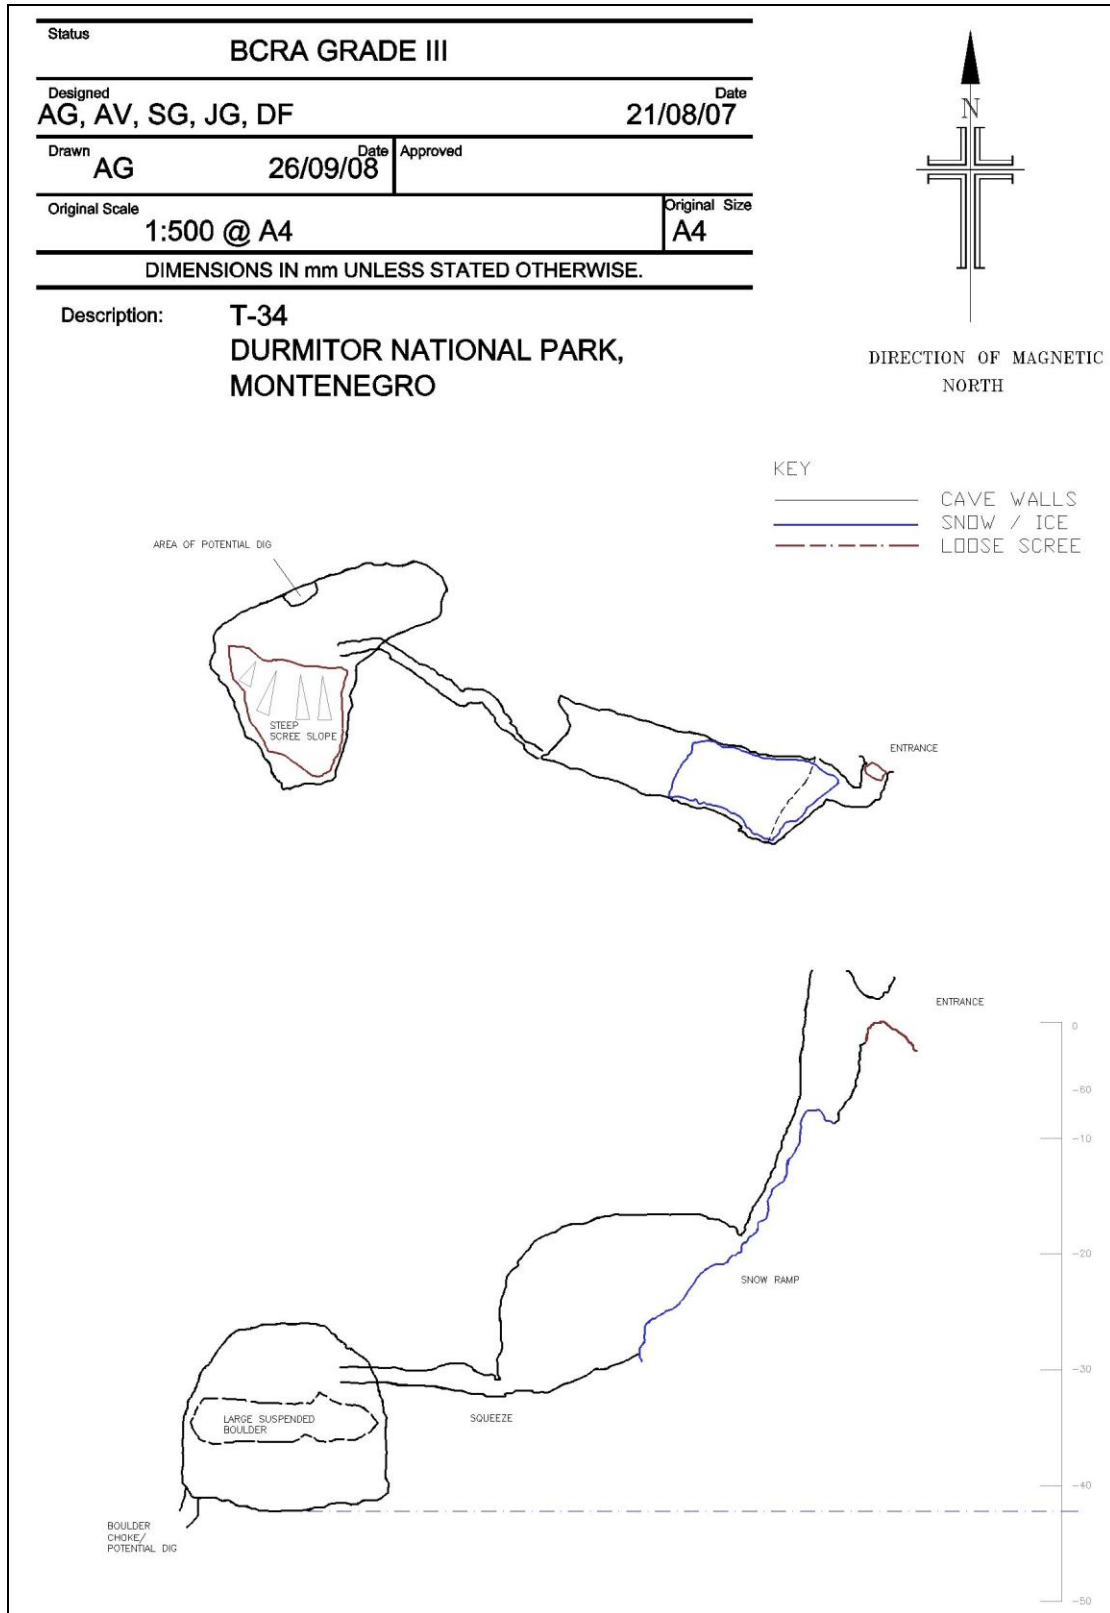 Status
BCRA GRADE III
Designed Date
AG, AV, SG, JG, DF 21/08/07
Drawn Date Approved
AG 26/09/08
Original Scale Original Size
1:500 @ A4 A4
DIMENSIONS IN mm UNLESS STATED OTHERWISE.
Description: T-34
DURMITOR NATIONAL PARK,
MONTENEGRO
N
DIRECTION OF MAGNETIC
NORTH
KEY
CAVE WALLS
SNOW / ICE
LOOSE SCREE
AREA OF POTENTIAL DIG
STEEP
SCREE SLOPE
ENTRANCE
ENTRANCE
0
-60
-10
-20
SNOW RAMP
-30
LARGE SUSPENDED
BOULDER
SQUEEZE
-40
BOULDER
CHOKE/
POTENTIAL DIG
-50